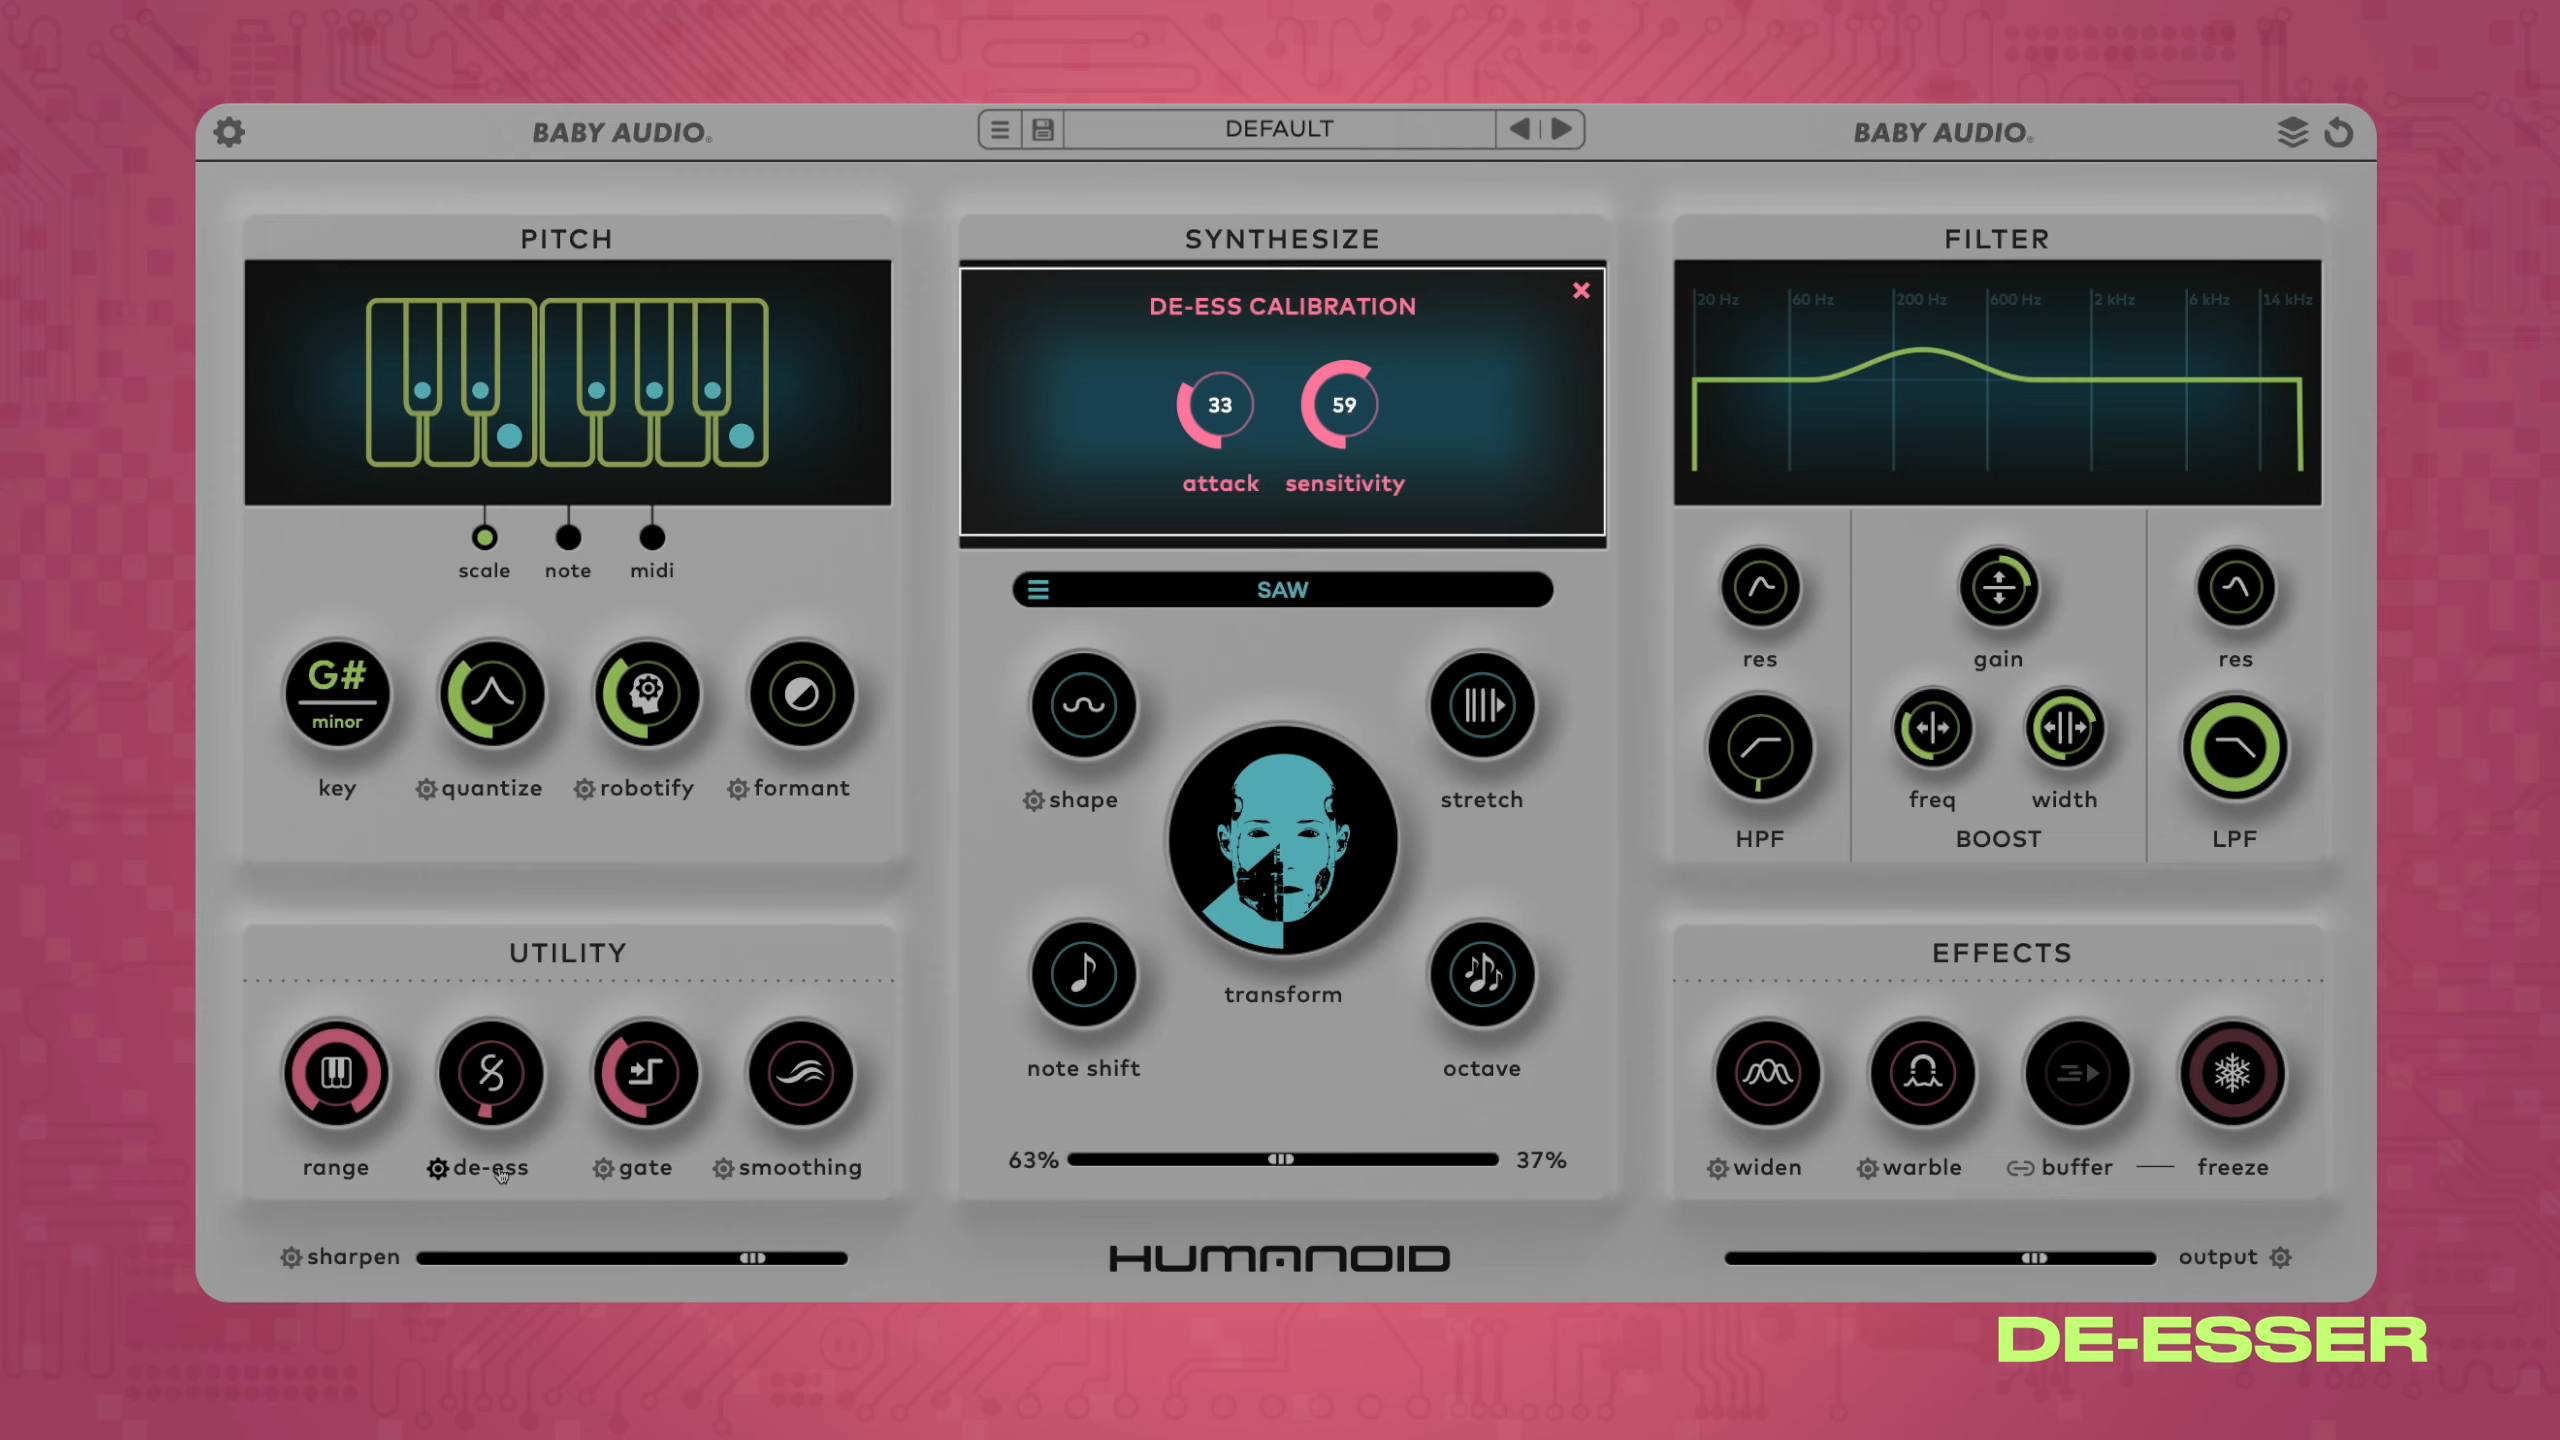 BABY AUDIO®
DEFAULT
BABY AUDIO®
PITCH
scale
note
midi
G#
minor
key
quantize
robotify
formant
SYNTHESIZE
DE-ESS CALIBRATION
33
59
attack
sensitivity
SAW
shape
stretch
transform
note shift
octave
63%
37%
FILTER
20 Hz
60 Hz
200 Hz
600 Hz
2 kHz
6 kHz
14 kHz
res
gain
res
freq
width
HPF
BOOST
LPF
UTILITY
range
de-ess
gate
smoothing
EFFECTS
widen
warble
buffer
freeze
sharpen
HUMANOID
output
DE-ESSER